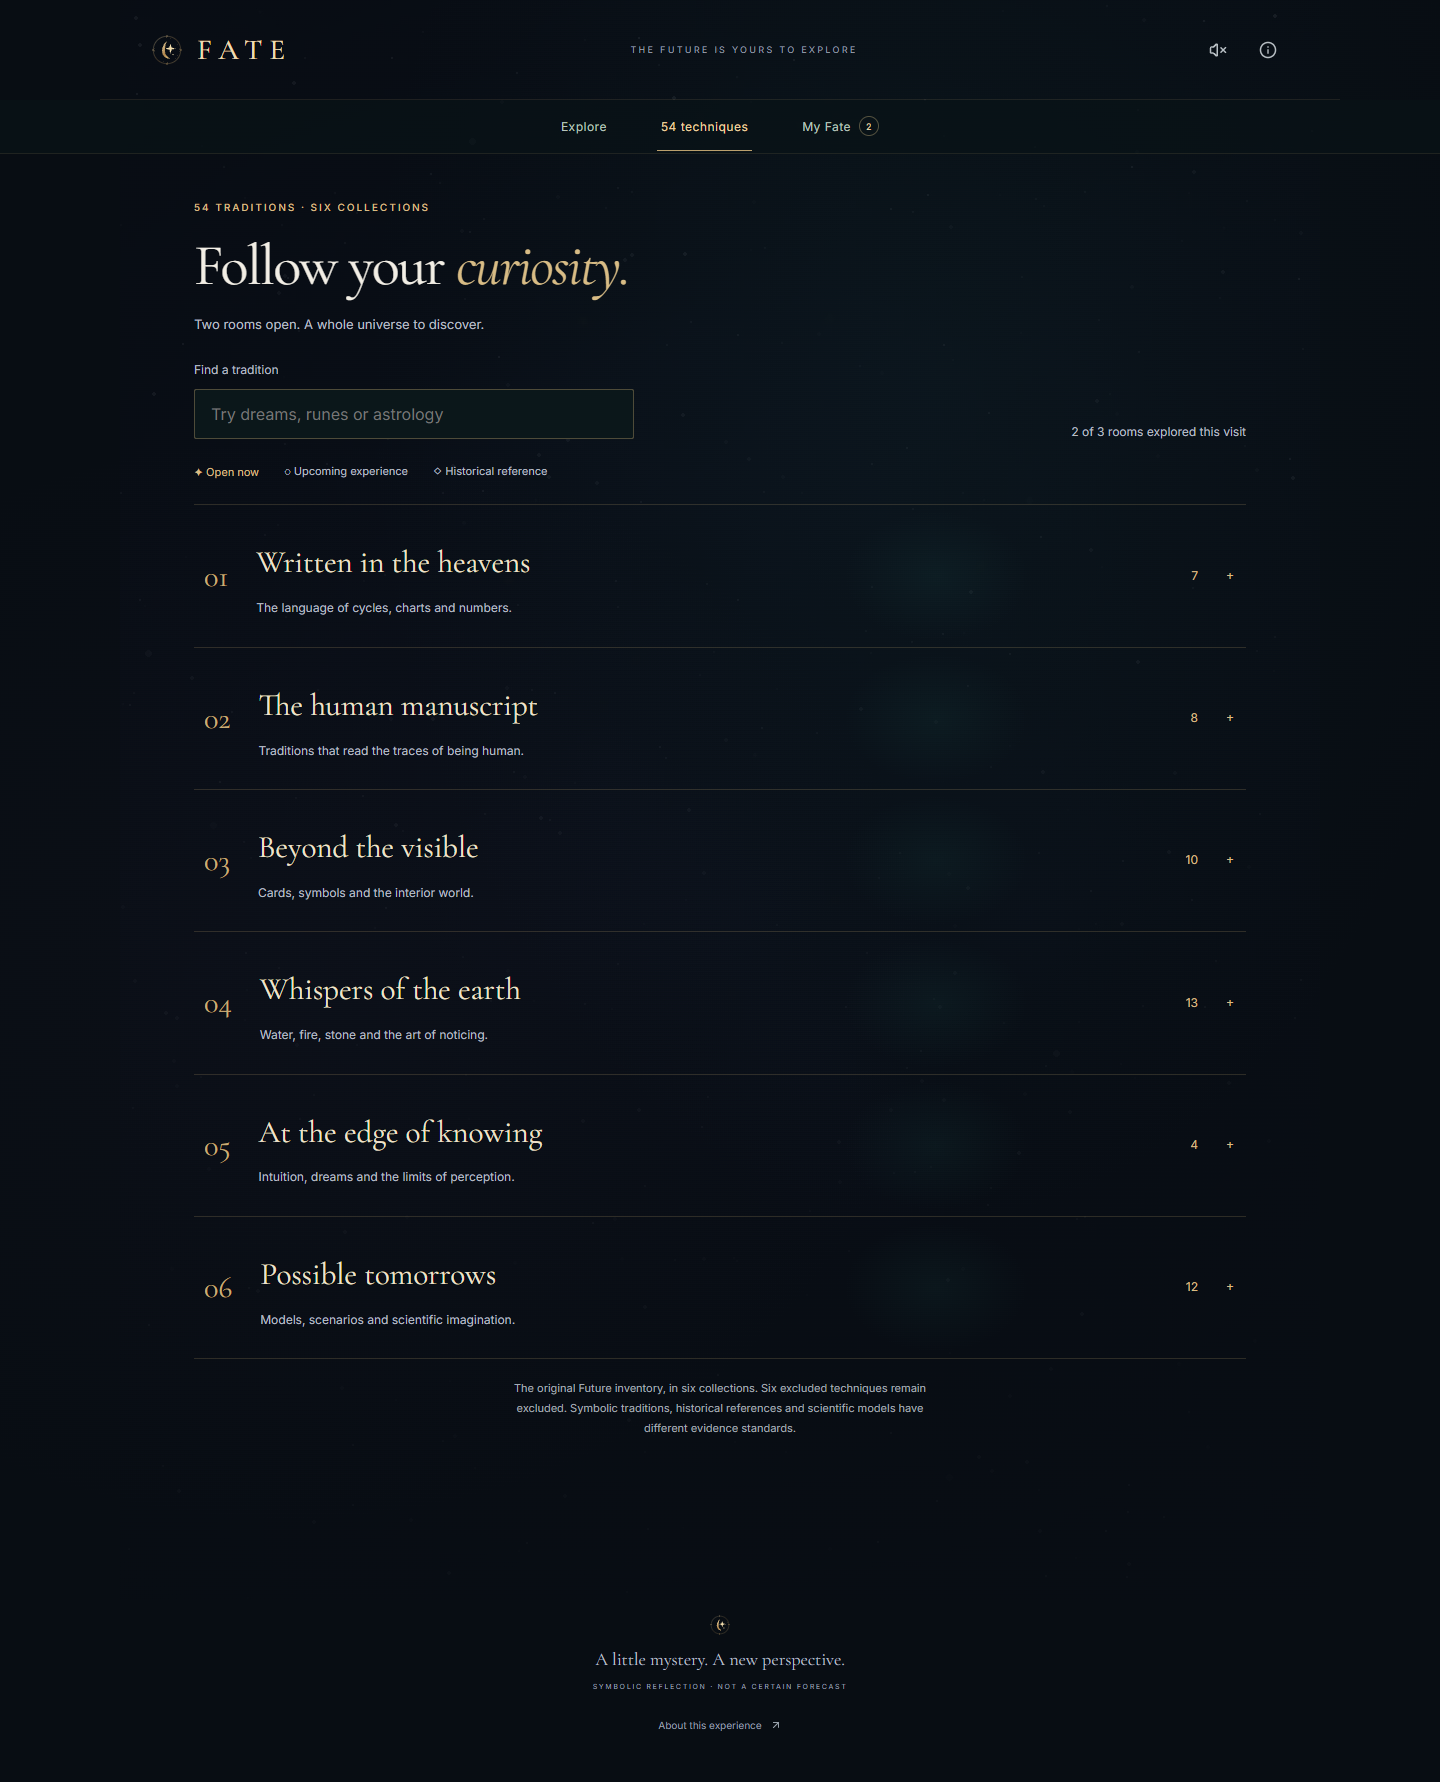 FATE
THE FUTURE IS YOURS TO EXPLORE
Explore
54 techniques
My Fate 2
54 TRADITIONS · SIX COLLECTIONS
Follow your curiosity.
Two rooms open. A whole universe to discover.
Find a tradition
Try dreams, runes or astrology
2 of 3 rooms explored this visit
✦ Open now
○ Upcoming experience
◇ Historical reference
01
Written in the heavens
The language of cycles, charts and numbers.
7 +
02
The human manuscript
Traditions that read the traces of being human.
8 +
03
Beyond the visible
Cards, symbols and the interior world.
10 +
04
Whispers of the earth
Water, fire, stone and the art of noticing.
13 +
05
At the edge of knowing
Intuition, dreams and the limits of perception.
4 +
06
Possible tomorrows
Models, scenarios and scientific imagination.
12 +
The original Future inventory, in six collections. Six excluded techniques remain
excluded. Symbolic traditions, historical references and scientific models have
different evidence standards.
A little mystery. A new perspective.
SYMBOLIC REFLECTION · NOT A CERTAIN FORECAST
About this experience